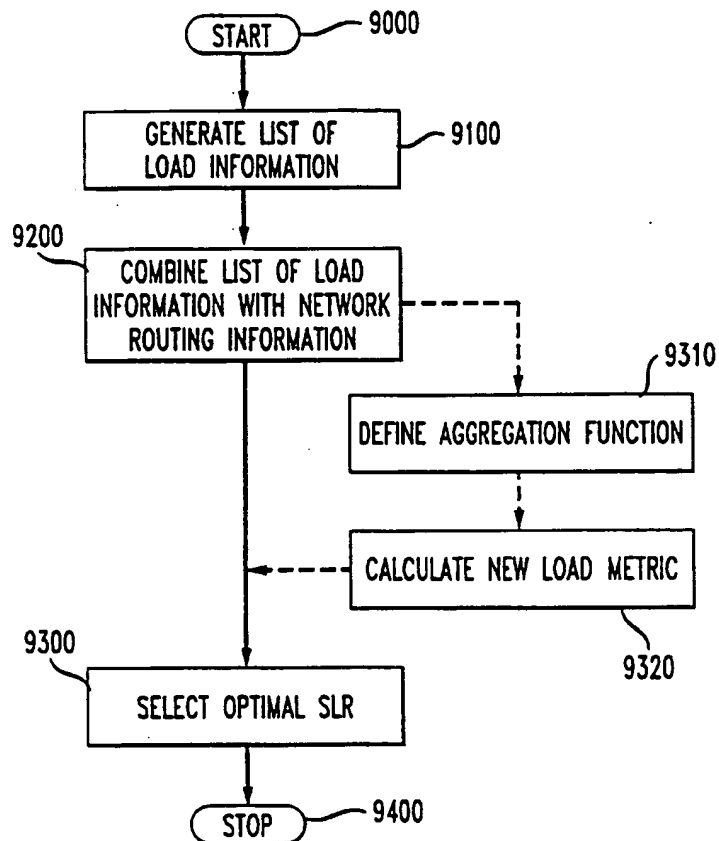 START
9000
GENERATE LIST OF
LOAD INFORMATION
9100
9200
COMBINE LIST OF LOAD
INFORMATION WITH NETWORK
ROUTING INFORMATION
9310
DEFINE AGGREGATION FUNCTION
CALCULATE NEW LOAD METRIC
9320
9300
SELECT OPTIMAL SLR
STOP
9400